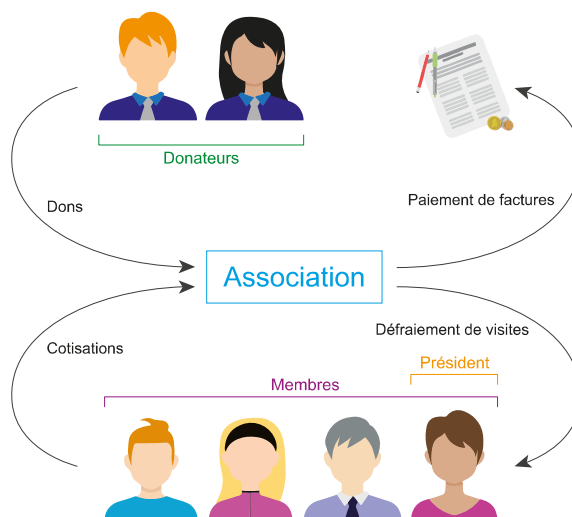 Donateurs
Dons
Paiement de factures
Association
Défraiement de visites
Cotisations
Président
Membres